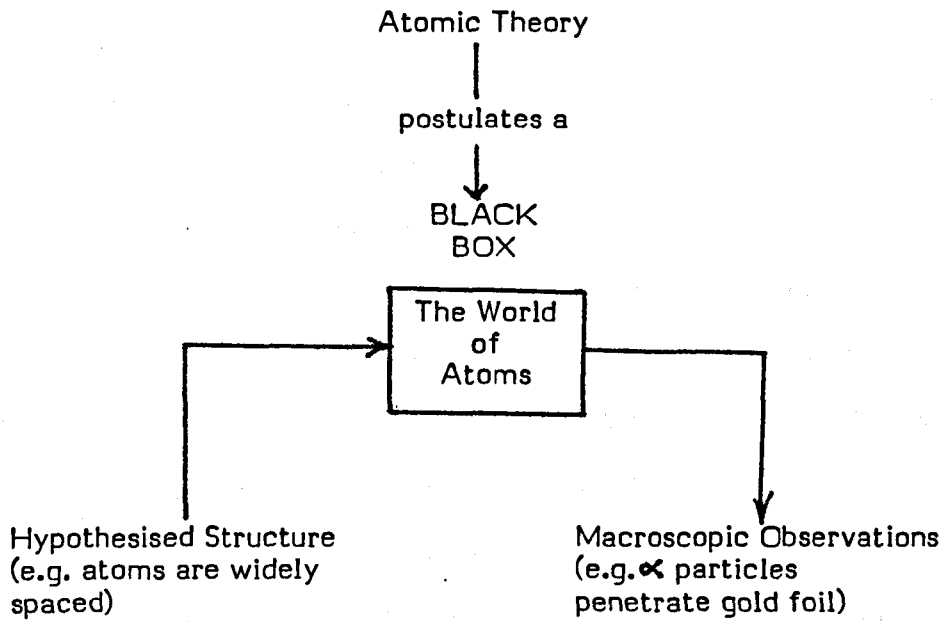 Atomic Theory
postulates a
BLACK
BOX
The World
of
Atoms
Hypothesised Structure
(e.g. atoms are widely
spaced)
Macroscopic Observations
(e.g. ∝ particles
penetrate gold foil)